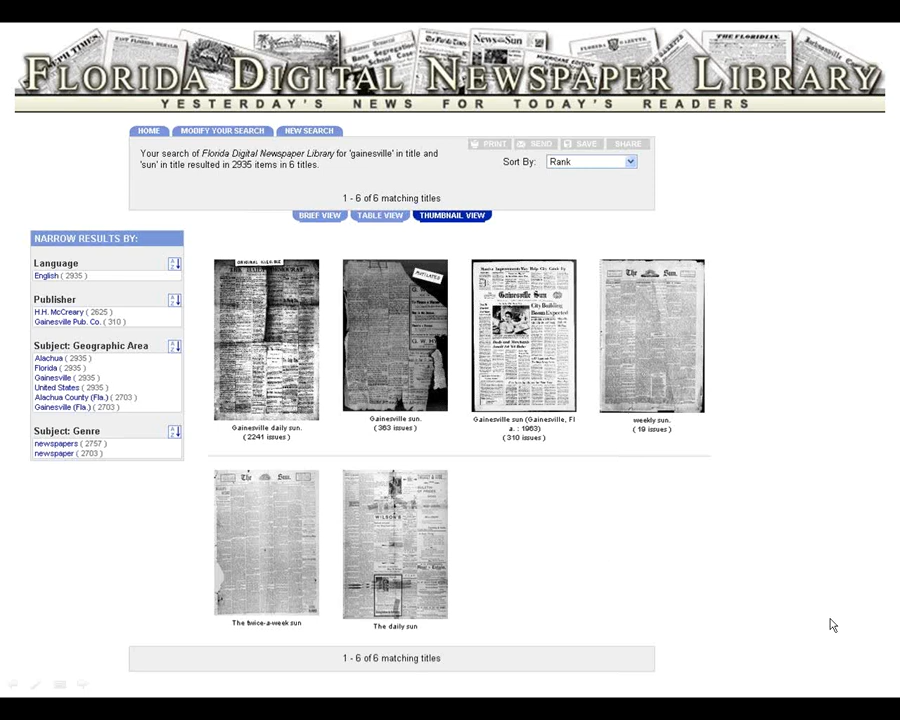 FLORIDA DIGITAL NEWSPAPER LIBRARY
YESTERDAY'S NEWS FOR TODAY'S READERS
HOME
MODIFY YOUR SEARCH
NEW SEARCH
Your search of Florida Digital Newspaper Library for 'gainesville' in title and
'sun' in title resulted in 2935 items in 6 titles.
PRINT
SEND
SAVE
SHARE
Sort By:
Rank
1 - 6 of 6 matching titles
BRIEF VIEW
TABLE VIEW
THUMBNAIL VIEW
NARROW RESULTS BY:
Language
English ( 2935 )
Publisher
H.H. McCreary ( 2625 )
Gainesville Pub. Co. ( 310 )
Subject: Geographic Area
Alachua ( 2935 )
Florida ( 2935 )
Gainesville ( 2935 )
United States ( 2935 )
Alachua County (Fla.) ( 2703 )
Gainesville (Fla.) ( 2703 )
Subject: Genre
newspapers ( 2757 )
newspaper ( 2703 )
Gainesville Sun
City Building
Boom Expected
The Sun.
Gainesville daily sun.
( 2241 issues )
Gainesville sun.
( 363 issues )
Gainesville sun (Gainesville, Fl
a. : 1963)
( 310 issues )
weekly sun.
( 19 issues )
The Sun.
The twice-a-week sun
The daily sun
1 - 6 of 6 matching titles